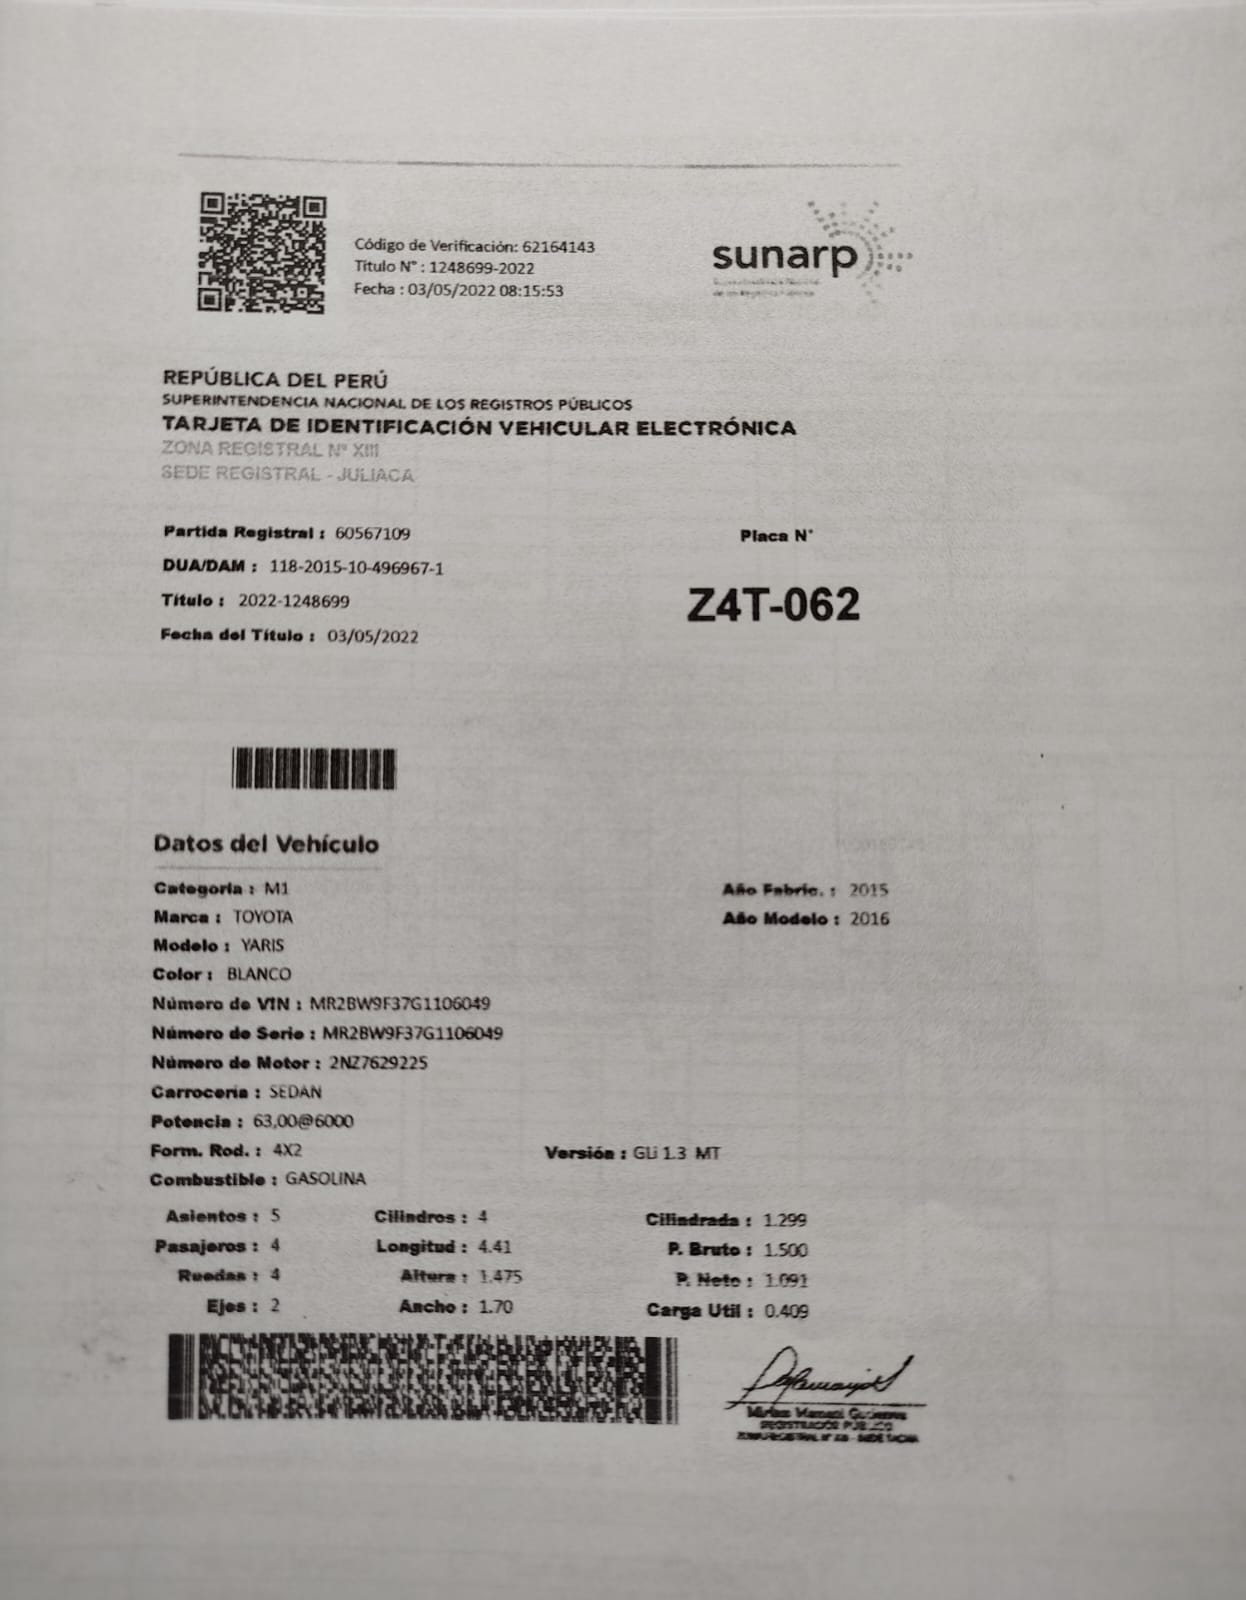 Código de Verificación: 62164143
Título N° : 1248699-2022
Fecha : 03/05/2022 08:15:53
sunarp
Superintendencia Nacional
de los Registros Públicos
REPÚBLICA DEL PERÚ
SUPERINTENDENCIA NACIONAL DE LOS REGISTROS PÚBLICOS
TARJETA DE IDENTIFICACIÓN VEHICULAR ELECTRÓNICA
ZONA REGISTRAL N° XIII
SEDE REGISTRAL - JULIACA
Partida Registral : 60567109
Placa N°
DUA/DAM : 118-2015-10-496967-1
Título : 2022-1248699
Z4T-062
Fecha del Título : 03/05/2022
Datos del Vehículo
Categoría : M1
Año Fabric. : 2015
Marca : TOYOTA
Año Modelo : 2016
Modelo : YARIS
Color : BLANCO
Número de VIN : MR2BW9F37G1106049
Número de Serie : MR2BW9F37G1106049
Número de Motor : 2NZ7629225
Carrocería : SEDAN
Potencia : 63,00@6000
Form. Rod. : 4X2 Versión : GLi 1.3 MT
Combustible : GASOLINA
Asientos : 5 Cilindros : 4 Cilindrada : 1.299
Pasajeros : 4 Longitud : 4.41 P. Bruto : 1.500
Ruedas : 4 Altura : 1.475 P. Neto : 1.091
Ejes : 2 Ancho : 1.70 Carga Util : 0.409
Mamani
REGISTRADOR PÚBLICO
ZONA REGISTRAL N° XIII - SEDE TACNA